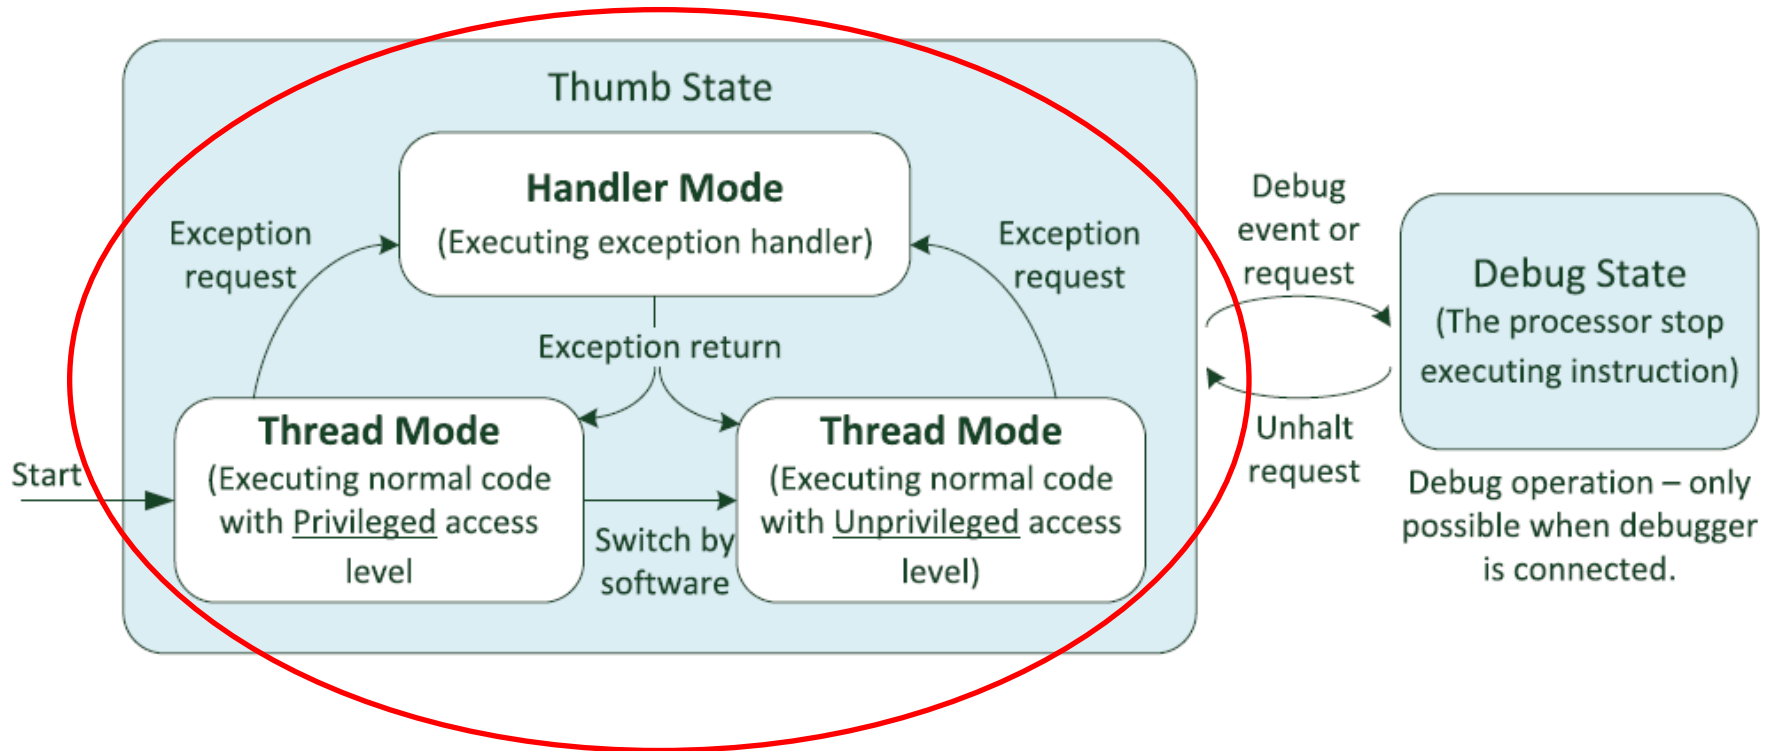 Thumb State
Handler Mode
(Executing exception handler)
Exception
request
Exception
request
Exception return
Start
Thread Mode
(Executing normal code
with Privileged access
level
Switch by
software
Thread Mode
(Executing normal code
with Unprivileged access
level)
Debug
event or
request
Unhalt
request
Debug State
(The processor stop
executing instruction)
Debug operation – only
possible when debugger
is connected.